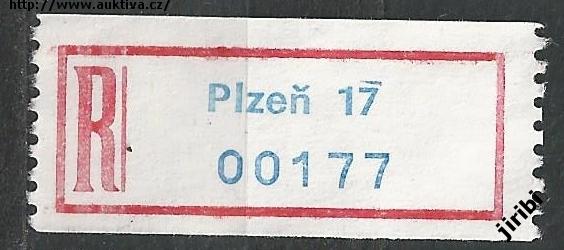 http://www.auktiva.cz/
R
Plzeň 17
00177
jiribi